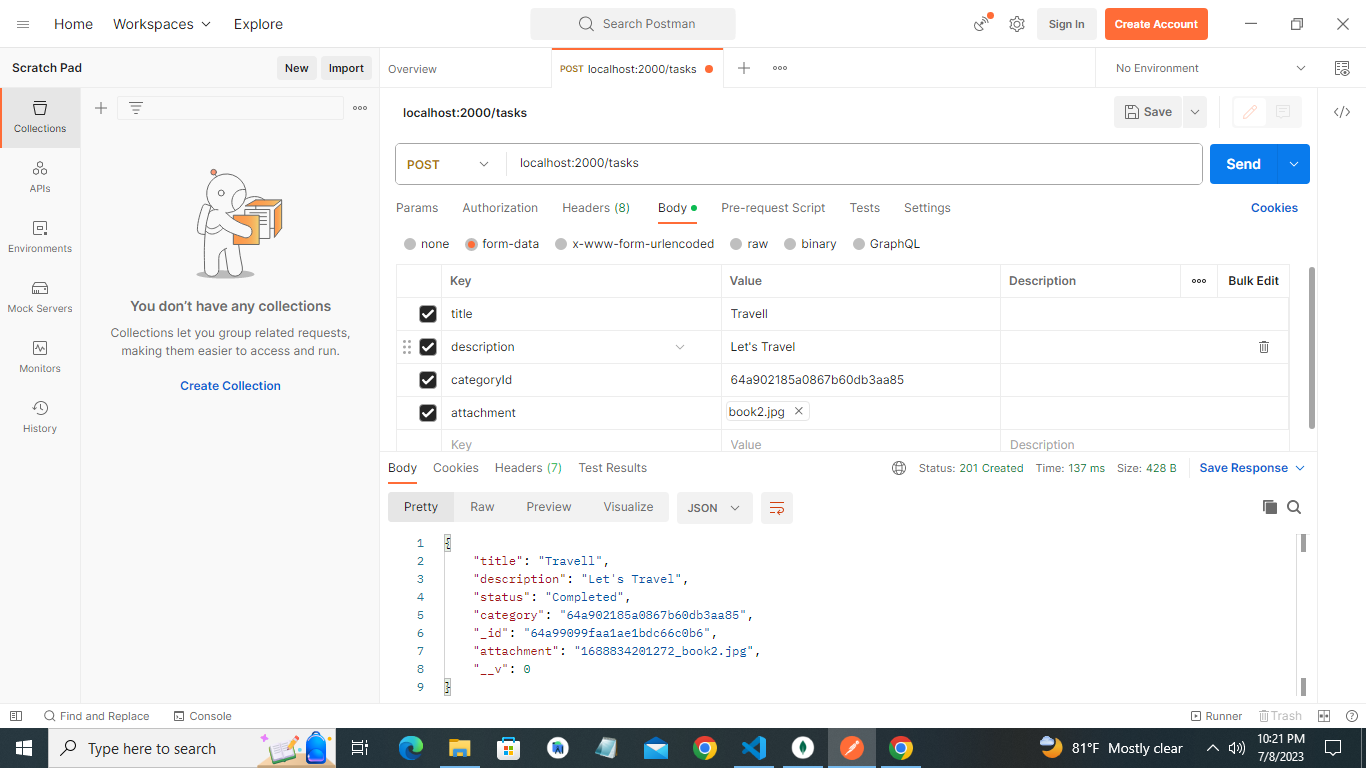 Home Workspaces Explore Search Postman Sign In Create Account
Scratch Pad New Import Overview POST localhost:2000/tasks No Environment
Collections
APIs
Environments
Mock Servers
Monitors
History
You don't have any collections
Collections let you group related requests,
making them easier to access and run.
Create Collection
localhost:2000/tasks Save
POST localhost:2000/tasks Send
Params Authorization Headers (8) Body Pre-request Script Tests Settings Cookies
none form-data x-www-form-urlencoded raw binary GraphQL
Key Value Description Bulk Edit
title Travell
description Let's Travel
categoryId 64a902185a0867b60db3aa85
attachment book2.jpg
Key Value Description
Body Cookies Headers (7) Test Results Status: 201 Created Time: 137 ms Size: 428 B Save Response
Pretty Raw Preview Visualize JSON
1 {
2 "title": "Travell",
3 "description": "Let's Travel",
4 "status": "Completed",
5 "category": "64a902185a0867b60db3aa85",
6 "_id": "64a99099faa1ae1bdc66c0b6",
7 "attachment": "1688834201272_book2.jpg",
8 "__v": 0
9 }
Find and Replace Console Runner Trash
Type here to search 81°F Mostly clear 10:21 PM
7/8/2023